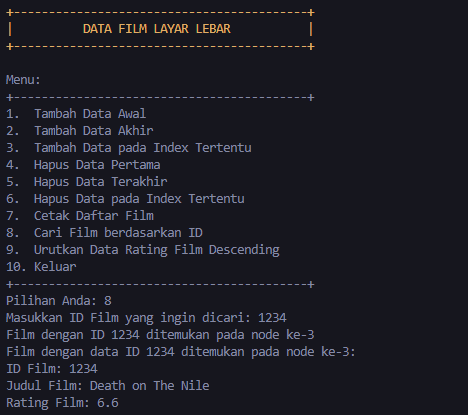 +------------------------------------------+
|          DATA FILM LAYAR LEBAR           |
+------------------------------------------+
Menu:
+------------------------------------------+
1.  Tambah Data Awal
2.  Tambah Data Akhir
3.  Tambah Data pada Index Tertentu
4.  Hapus Data Pertama
5.  Hapus Data Terakhir
6.  Hapus Data pada Index Tertentu
7.  Cetak Daftar Film
8.  Cari Film berdasarkan ID
9.  Urutkan Data Rating Film Descending
10. Keluar
+------------------------------------------+
Pilihan Anda: 8
Masukkan ID Film yang ingin dicari: 1234
Film dengan ID 1234 ditemukan pada node ke-3
Film dengan data ID 1234 ditemukan pada node ke-3:
ID Film: 1234
Judul Film: Death on The Nile
Rating Film: 6.6